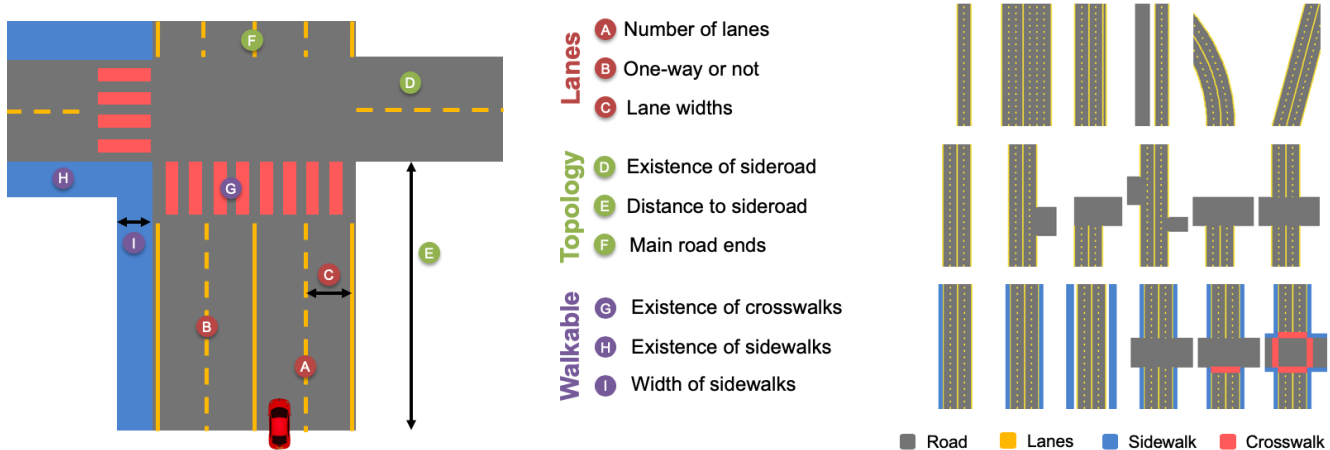 F
D
H
G
I
E
C
B
A
Lanes
A Number of lanes
B One-way or not
C Lane widths
Topology
D Existence of sideroad
E Distance to sideroad
F Main road ends
Walkable
G Existence of crosswalks
H Existence of sidewalks
I Width of sidewalks
Road Lanes Sidewalk Crosswalk